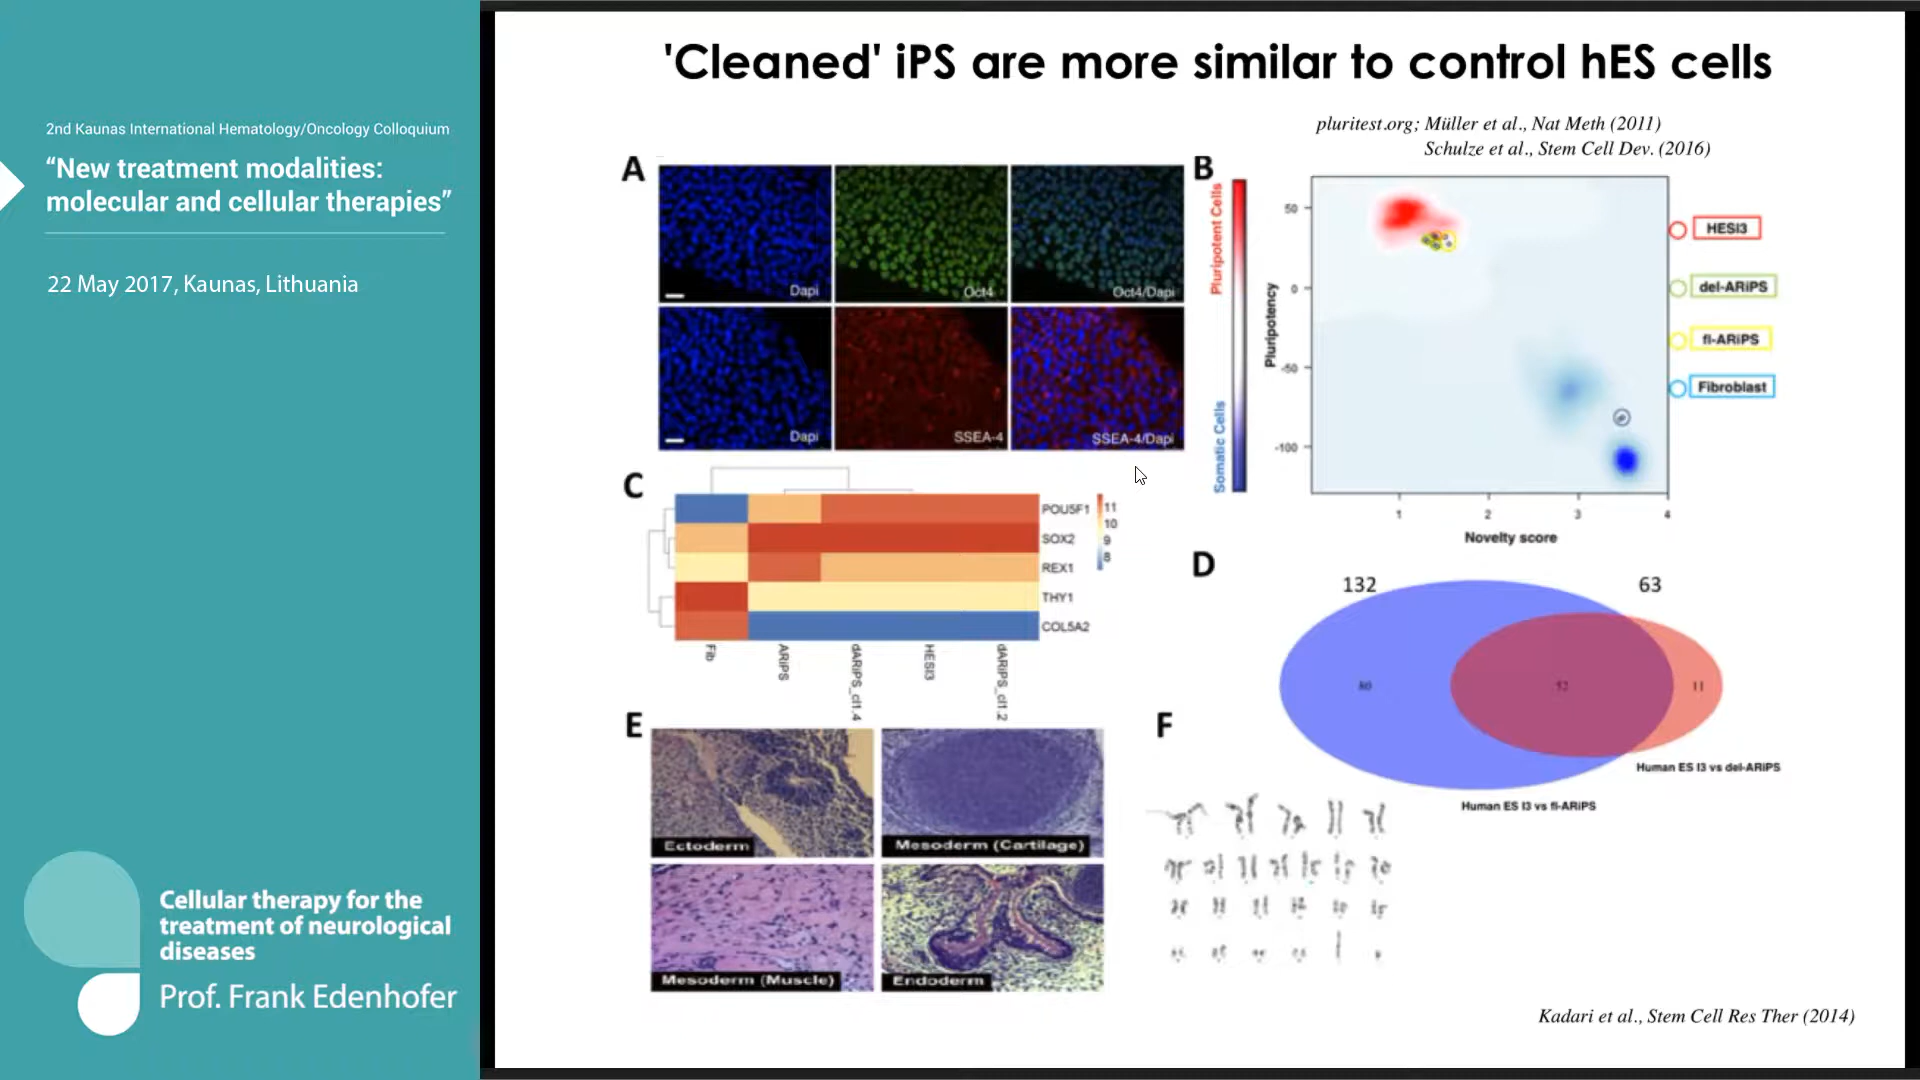 2nd Kaunas International Hematology/Oncology Colloquium
“New treatment modalities:
molecular and cellular therapies”
22 May 2017, Kaunas, Lithuania
Cellular therapy for the
treatment of neurological
diseases
Prof. Frank Edenhofer
'Cleaned' iPS are more similar to control hES cells
pluritest.org; Müller et al., Nat Meth (2011)
Schulze et al., Stem Cell Dev. (2016)
A
Dapi
Oct4
Oct4/Dapi
Dapi
SSEA-4
SSEA-4/Dapi
B
Pluripotent Cells
Somatic Cells
Pluripotency
50
0
-50
-100
1
2
3
4
Novelty score
HESI3
del-ARiPS
fl-ARiPS
Fibroblast
C
POU5F1
SOX2
REX1
THY1
COL5A2
11
10
9
8
Fib
ARiPS
dARiPS_cl1.4
HESI3
dARiPS_cl1.2
D
132
63
80
52
11
Human ES I3 vs del-ARiPS
Human ES I3 vs fl-ARiPS
E
Ectoderm
Mesoderm (Cartilage)
Mesoderm (Muscle)
Endoderm
F
Kadari et al., Stem Cell Res Ther (2014)